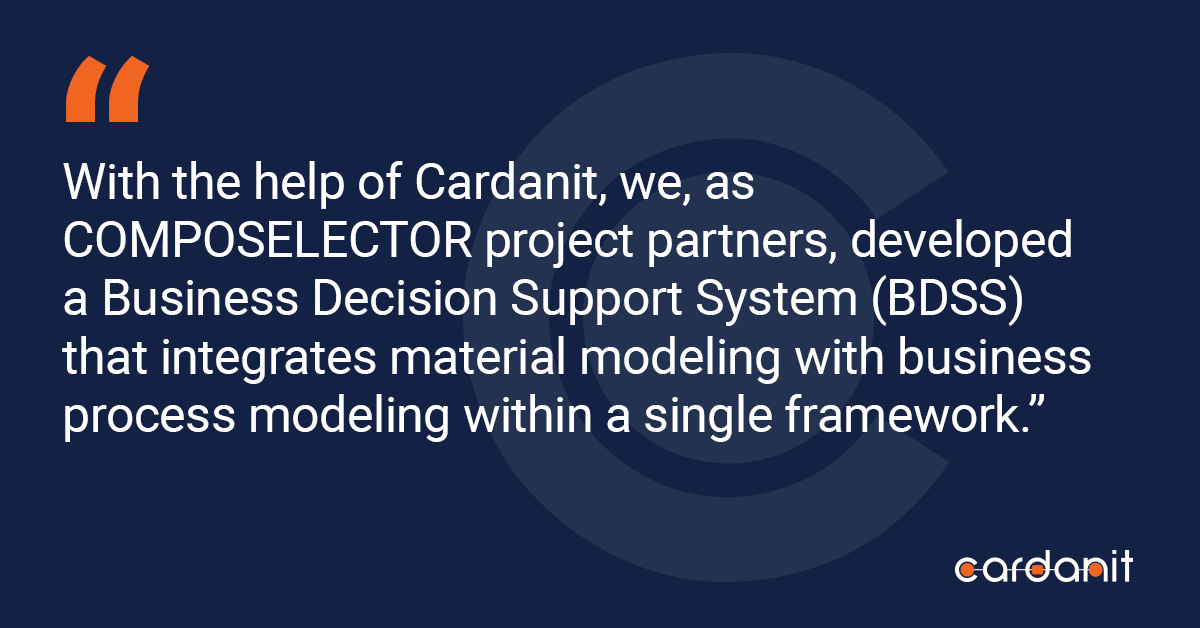 “
With the help of Cardanit, we, as
COMPOSELECTOR project partners, developed
a Business Decision Support System (BDSS)
that integrates material modeling with business
process modeling within a single framework.”
cardanit